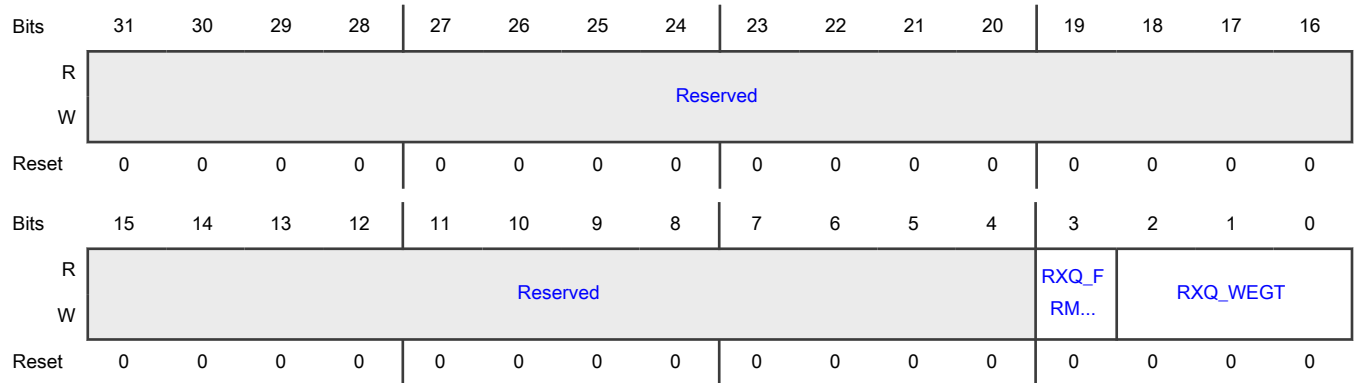 Bits 31 30 29 28 27 26 25 24 23 22 21 20 19 18 17 16
R
Reserved
W
Reset 0 0 0 0 0 0 0 0 0 0 0 0 0 0 0 0
Bits 15 14 13 12 11 10 9 8 7 6 5 4 3 2 1 0
R RXQ_F
Reserved RXQ_WEGT
W RM...
Reset 0 0 0 0 0 0 0 0 0 0 0 0 0 0 0 0